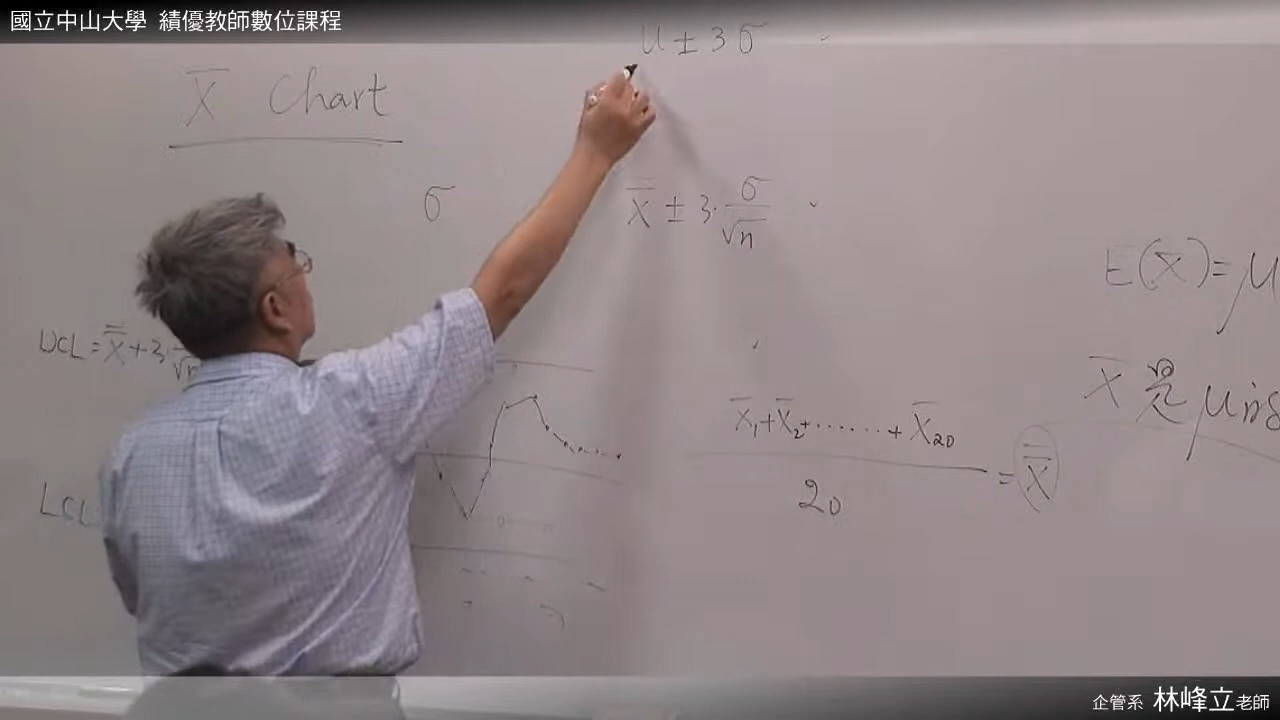 國立中山大學 績優教師數位課程
μ ± 3σ
X̄ Chart
σ
X̄ ± 3·σ/√n
E(X̄)= μ
UCL = X̿ + 3·
√n
X̄ 是 μ
X̄₁+X̄₂+······+X̄₂₀
= X̿
20
LCL
企管系 林峰立老師